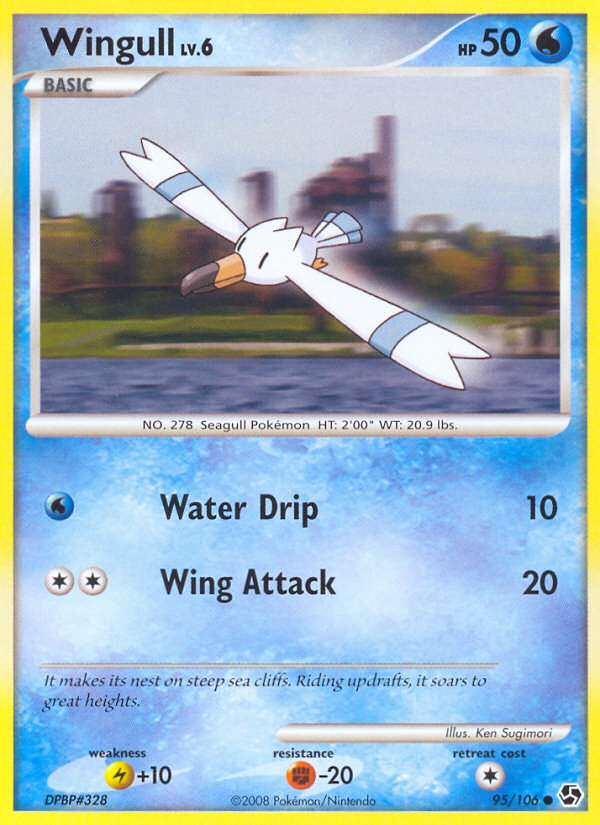 Wingull LV.6 HP 50
BASIC
NO. 278 Seagull Pokémon HT: 2'00" WT: 20.9 lbs.
Water Drip 10
Wing Attack 20
It makes its nest on steep sea cliffs. Riding updrafts, it soars to
great heights.
Illus. Ken Sugimori
weakness resistance retreat cost
+10 -20
DPBP#328 ©2008 Pokémon/Nintendo 95/106